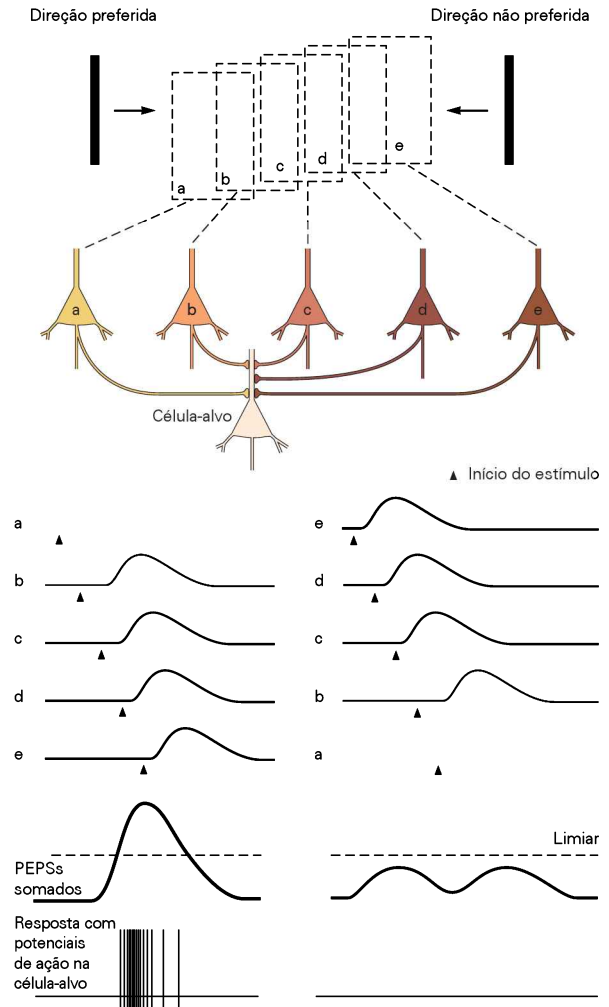 Direção preferida
Direção não preferida
a
b
c
d
e
a
b
c
d
e
Célula-alvo
▲ Início do estímulo
a
b
c
d
e
e
d
c
b
a
Limiar
PEPSs
somados
Resposta com
potenciais
de ação na
célula-alvo